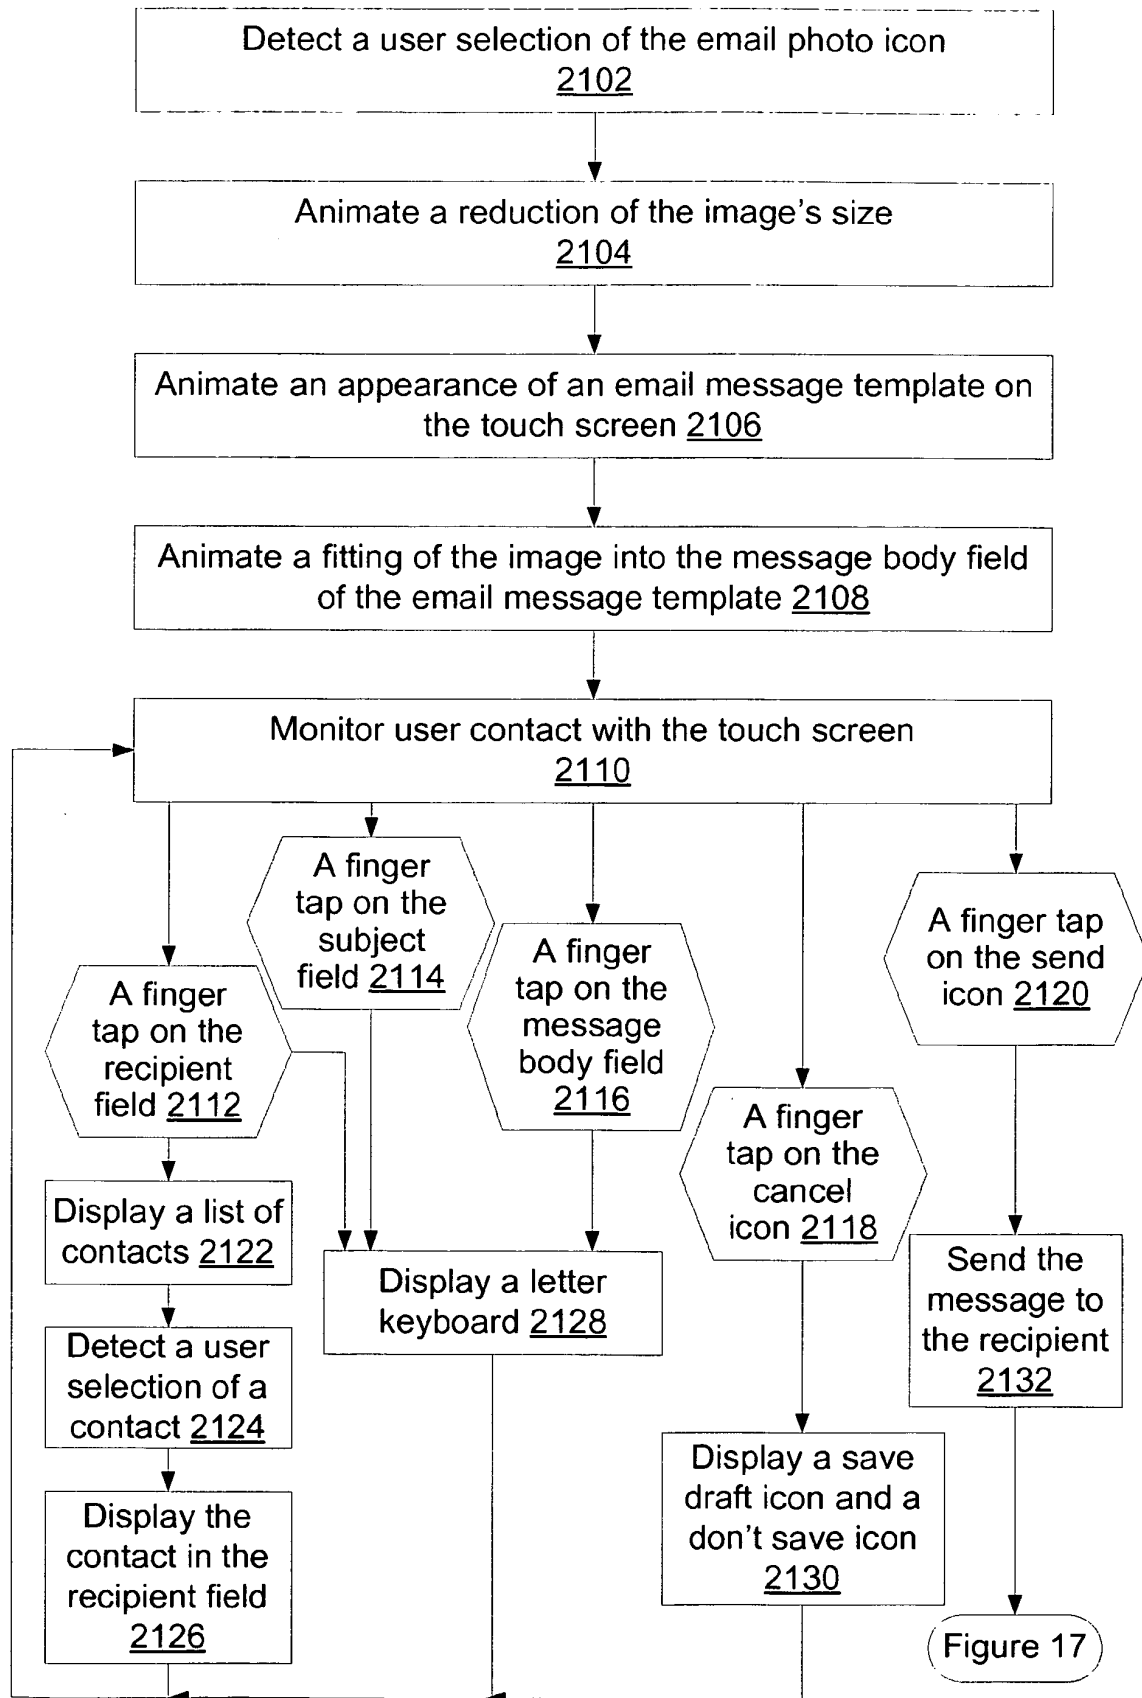 Detect a user selection of the email photo icon
2102
Animate a reduction of the image's size
2104
Animate an appearance of an email message template on
the touch screen 2106
Animate a fitting of the image into the message body field
of the email message template 2108
Monitor user contact with the touch screen
2110
A finger
tap on the
recipient
field 2112
A finger
tap on the
subject
field 2114
A finger
tap on the
message
body field
2116
A finger
tap on the
cancel
icon 2118
A finger tap
on the send
icon 2120
Display a list of
contacts 2122
Detect a user
selection of a
contact 2124
Display the
contact in the
recipient field
2126
Display a letter
keyboard 2128
Display a save
draft icon and a
don't save icon
2130
Send the
message to
the recipient
2132
Figure 17